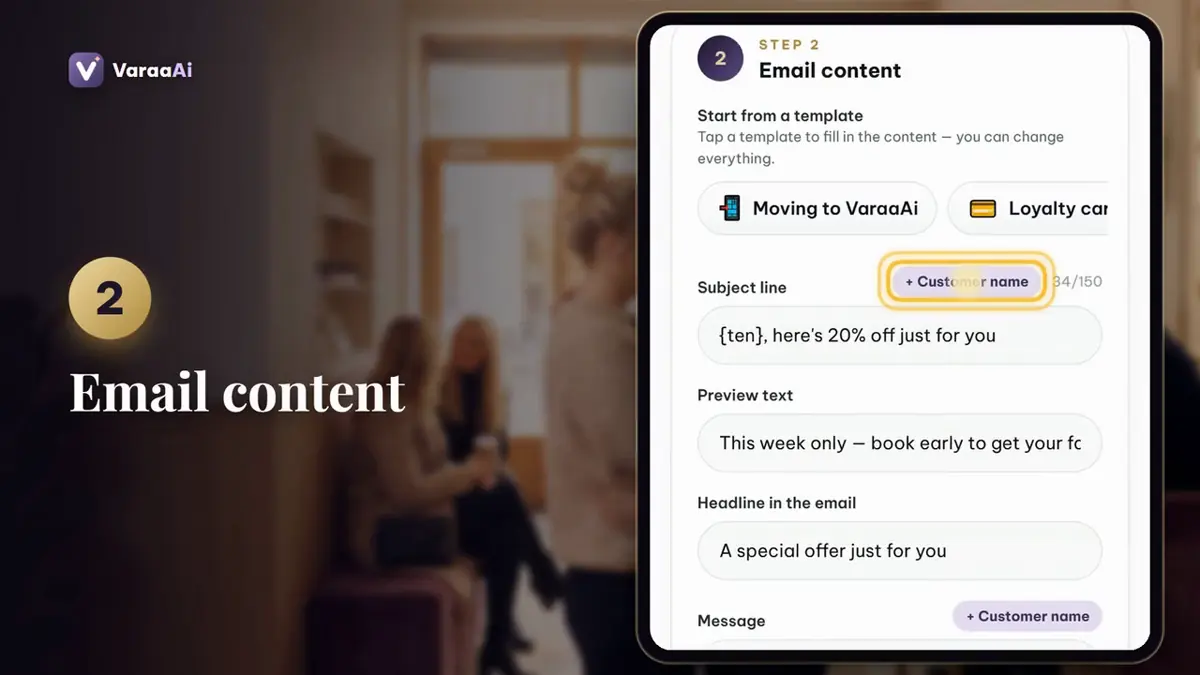 VaraaAi
2
Email content
2
STEP 2
Email content
Start from a template
Tap a template to fill in the content — you can change
everything.
Moving to VaraaAi
Loyalty car
Subject line
+ Customer name
34/150
{ten}, here's 20% off just for you
Preview text
This week only — book early to get your fc
Headline in the email
A special offer just for you
Message
+ Customer name